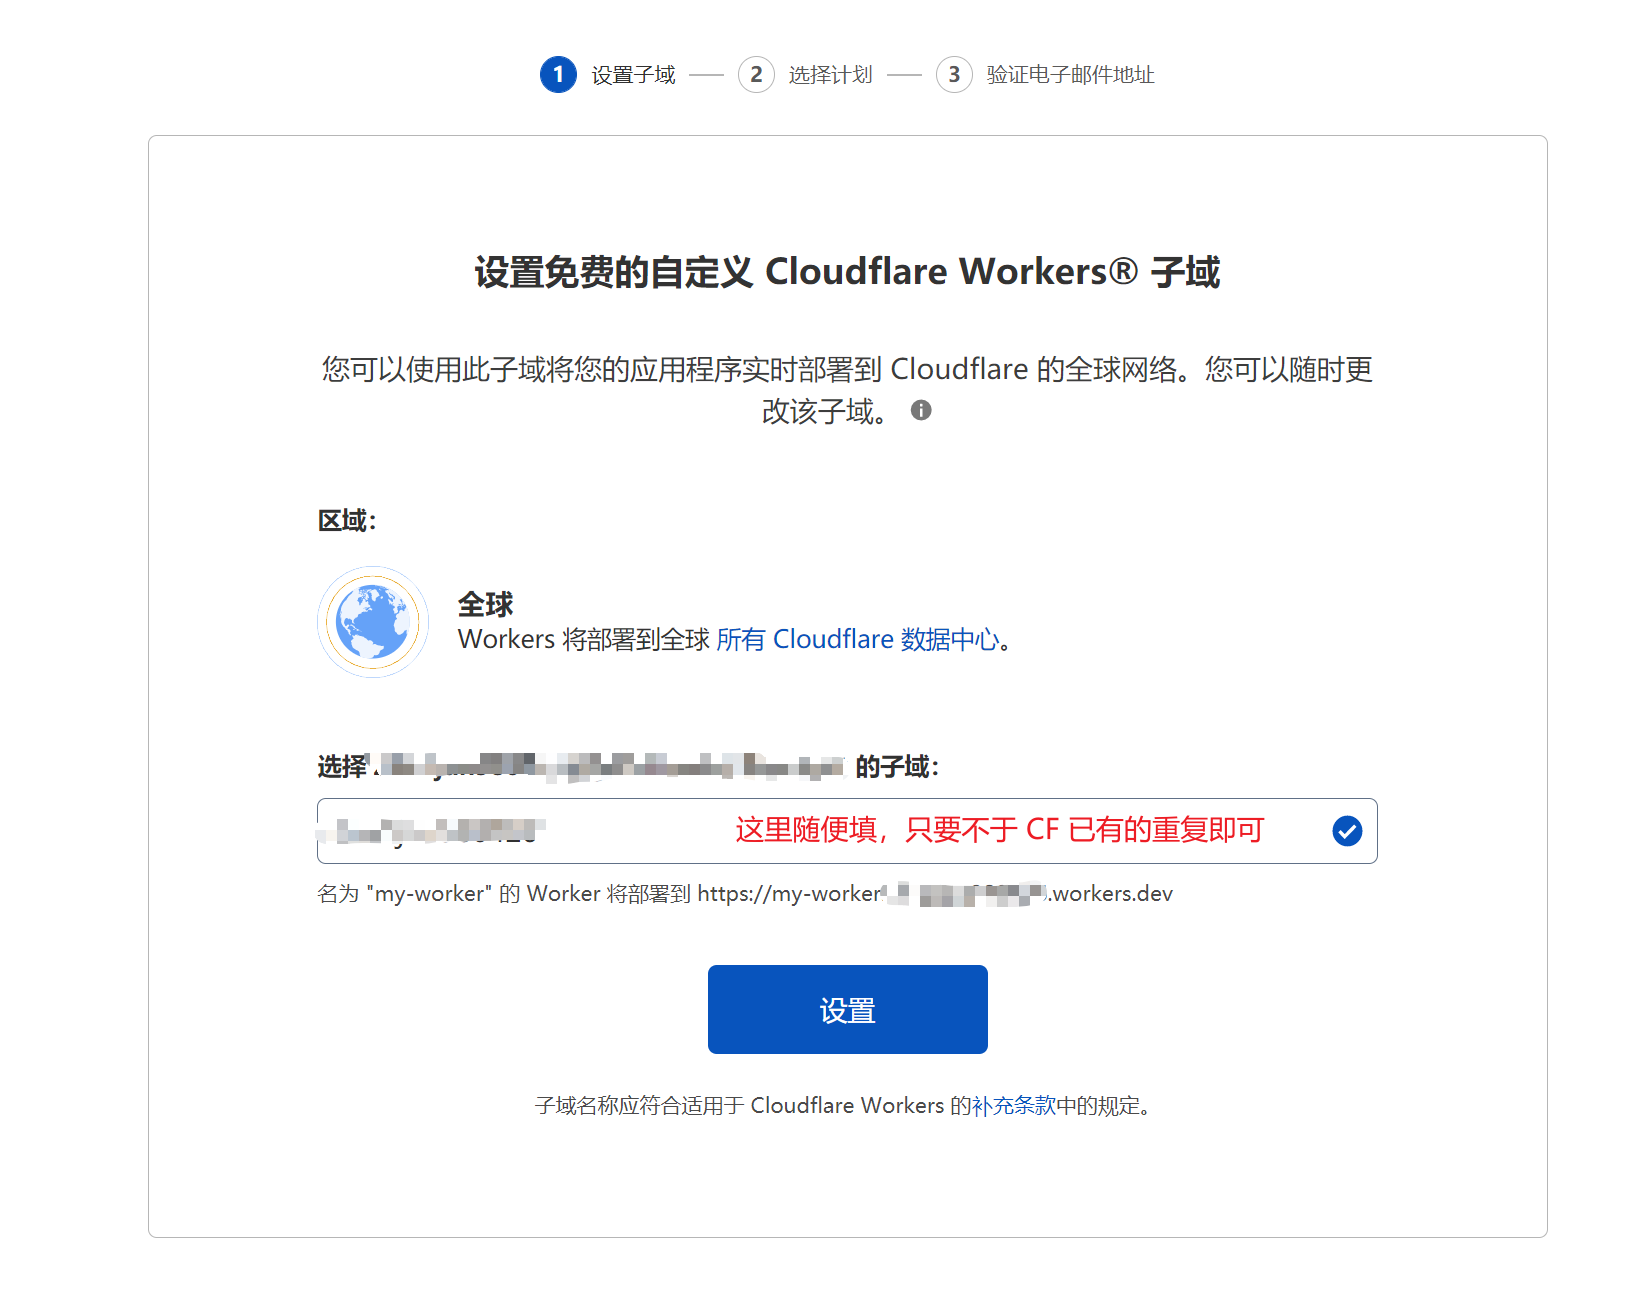 1 设置子域 2 选择计划 3 验证电子邮件地址
设置免费的自定义 Cloudflare Workers® 子域
您可以使用此子域将您的应用程序实时部署到 Cloudflare 的全球网络。您可以随时更
改该子域。
区域：
全球
Workers 将部署到全球 所有 Cloudflare 数据中心。
选择 的子域：
这里随便填，只要不于 CF 已有的重复即可
名为 "my-worker" 的 Worker 将部署到 https://my-worker .workers.dev
设置
子域名称应符合适用于 Cloudflare Workers 的补充条款中的规定。